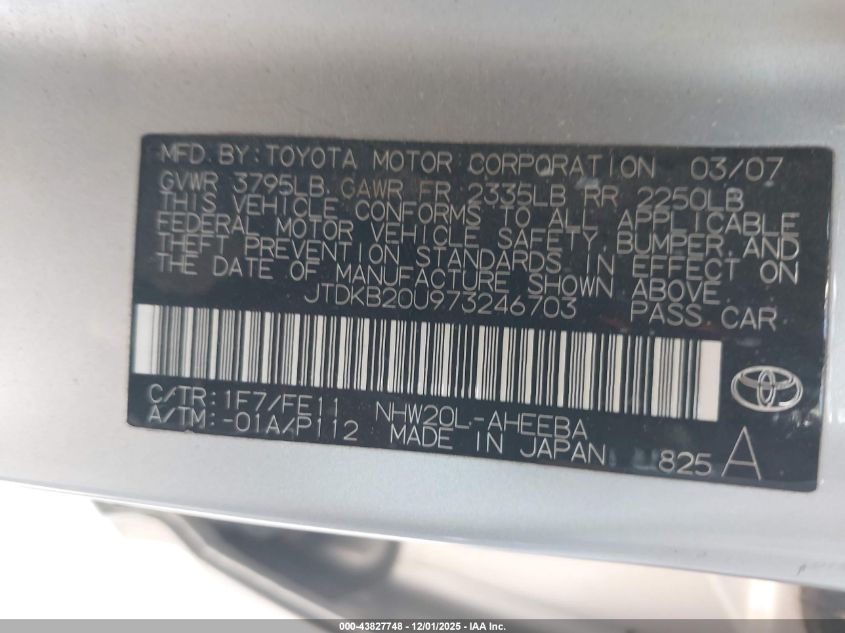 MFD. BY: TOYOTA MOTOR CORPORATION 03/07
GVWR 3795LB GAWR FR 2335LB RR 2250LB
THIS VEHICLE CONFORMS TO ALL APPLICABLE
FEDERAL MOTOR VEHICLE SAFETY, BUMPER, AND
THEFT PREVENTION STANDARDS IN EFFECT ON
THE DATE OF MANUFACTURE SHOWN ABOVE.
JTDKB20U973246703 PASS. CAR
C/TR: 1F7/FE11 NHW20L-AHEEBA
A/TM: -01A/P112 MADE IN JAPAN 825 A
000-43827748 - 12/01/2025 - IAA Inc.